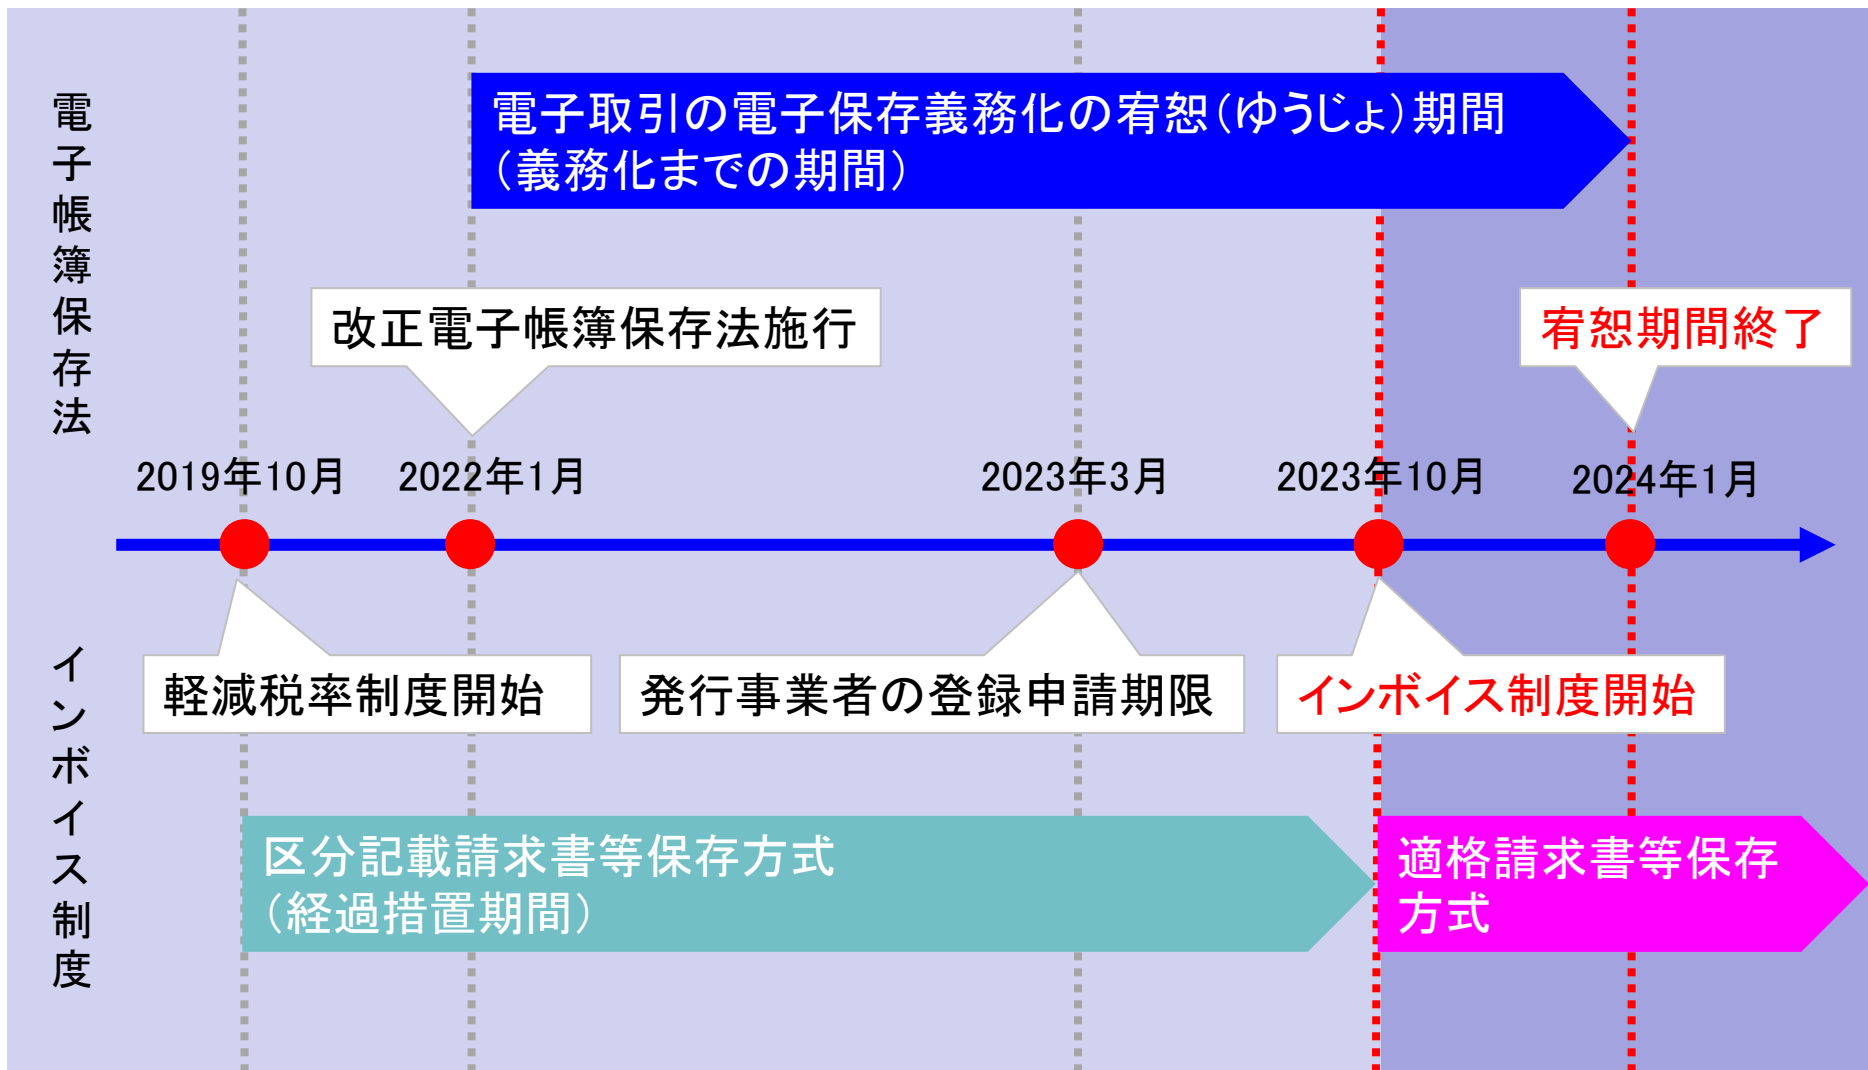 電子帳簿保存法
電子取引の電子保存義務化の宥恕(ゆうじょ)期間
(義務化までの期間)
改正電子帳簿保存法施行
宥恕期間終了
2019年10月
2022年1月
2023年3月
2023年10月
2024年1月
インボイス制度
軽減税率制度開始
発行事業者の登録申請期限
インボイス制度開始
区分記載請求書等保存方式
(経過措置期間)
適格請求書等保存
方式